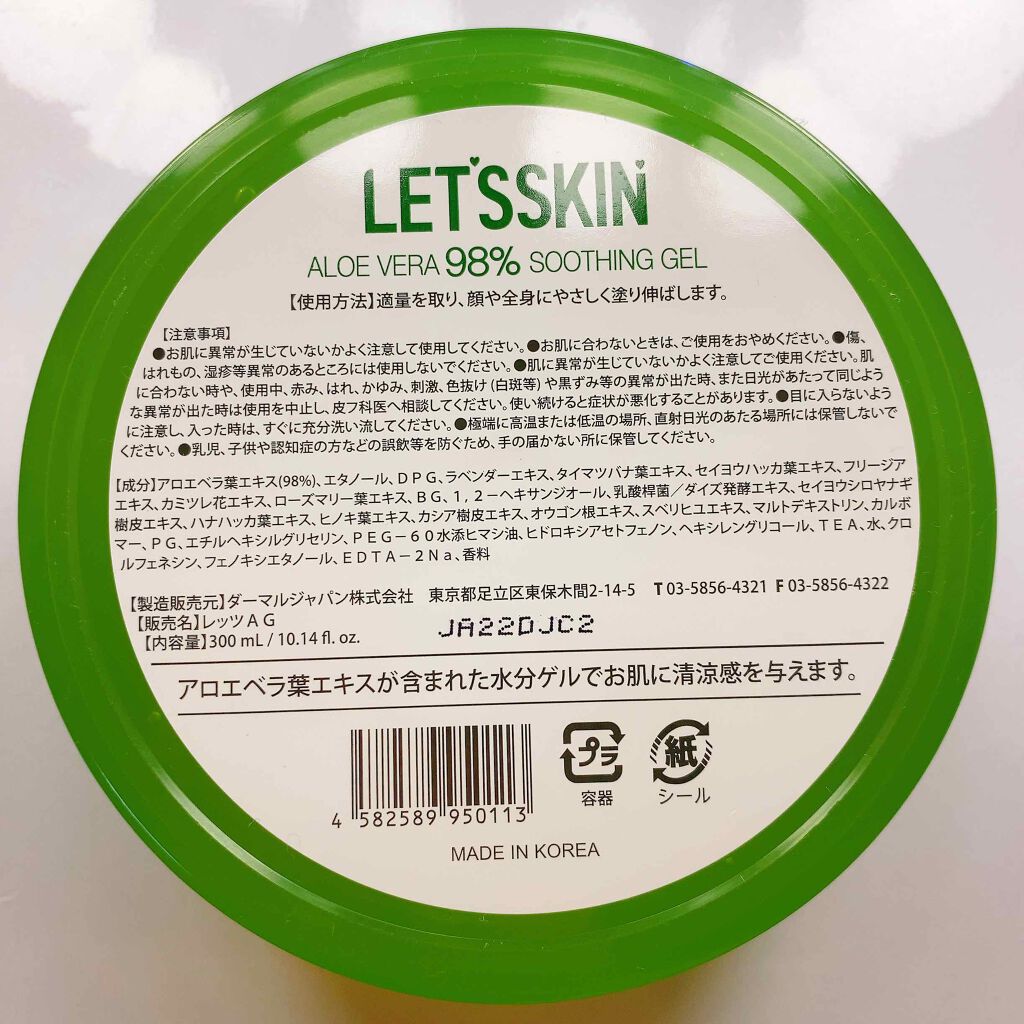 LET'SSKIN
ALOE VERA 98% SOOTHING GEL
【使用方法】適量を取り、顔や全身にやさしく塗り伸ばします。
【注意事項】
●お肌に異常が生じていないかよく注意して使用してください。●お肌に合わないときは、ご使用をおやめください。●傷、
はれもの、湿疹等異常のあるところには使用しないでください。●肌に異常が生じていないかよく注意してご使用ください。肌
に合わない時や、使用中、赤み、はれ、かゆみ、刺激、色抜け(白斑等)や黒ずみ等の異常が出た時、また日光があたって同じよう
な異常が出た時は使用を中止し、皮フ科医へ相談してください。使い続けると症状が悪化することがあります。●目に入らないよう
に注意し、入った時は、すぐに充分洗い流してください。●極端に高温または低温の場所、直射日光のあたる場所には保管しないで
ください。●乳児、子供や認知症の方などの誤飲等を防ぐため、手の届かない所に保管してください。
【成分】アロエベラ葉エキス(98%)、エタノール、DPG、ラベンダーエキス、タイマツバナ葉エキス、セイヨウハッカ葉エキス、フリージア
エキス、カミツレ花エキス、ローズマリー葉エキス、BG、1,2-ヘキサンジオール、乳酸桿菌/ダイズ発酵エキス、セイヨウシロヤナギ
樹皮エキス、ハナハッカ葉エキス、ヒノキ葉エキス、カシア樹皮エキス、オウゴン根エキス、スベリヒユエキス、マルトデキストリン、カルボ
マー、PG、エチルヘキシルグリセリン、PEG-60水添ヒマシ油、ヒドロキシアセトフェノン、ヘキシレングリコール、TEA、水、クロ
ルフェネシン、フェノキシエタノール、EDTA-2Na、香料
【製造販売元】ダーマルジャパン株式会社 東京都足立区東保木間2-14-5 T 03-5856-4321 F 03-5856-4322
【販売名】レッツAG
【内容量】300 mL / 10.14 fl. oz.
JA22DJC2
アロエベラ葉エキスが含まれた水分ゲルでお肌に清涼感を与えます。
プラ
容器
紙
シール
4 582589 950113
MADE IN KOREA